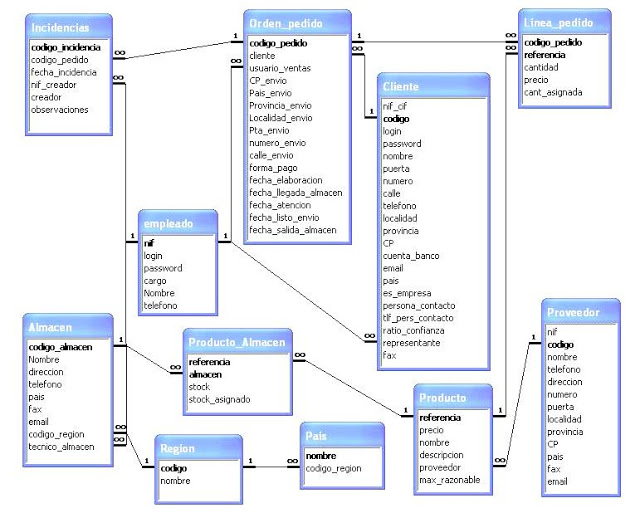 Incidencias
codigo_incidencia
codigo_pedido
fecha_incidencia
nif_creador
creador
observaciones
Orden_pedido
codigo_pedido
cliente
usuario_ventas
CP_envio
Pais_envio
Provincia_envio
Localidad_envio
Pta_envio
numero_envio
calle_envio
forma_pago
fecha_elaboracion
fecha_llegada_almacen
fecha_atencion
fecha_listo_envio
fecha_salida_almacen
Linea_pedido
codigo_pedido
referencia
cantidad
precio
cant_asignada
Cliente
nif_cif
codigo
login
password
nombre
puerta
numero
calle
telefono
localidad
provincia
CP
cuenta_banco
email
pais
es_empresa
persona_contacto
tlf_pers_contacto
ratio_confianza
representante
fax
empleado
nif
login
password
cargo
Nombre
telefono
Almacen
codigo_almacen
Nombre
direccion
telefono
pais
fax
email
codigo_region
tecnico_almacen
Producto_Almacen
referencia
almacen
stock
stock_asignado
Region
codigo
nombre
Pais
nombre
codigo_region
Producto
referencia
precio
nombre
descripcion
proveedor
max_razonable
Proveedor
nif
codigo
nombre
telefono
direccion
numero
puerta
localidad
provincia
CP
pais
fax
email
1
∞
1
∞
∞
∞
1
∞
∞
1
1
1
∞
1
∞
∞
1
1
∞
∞
1
1
∞
1
∞
1